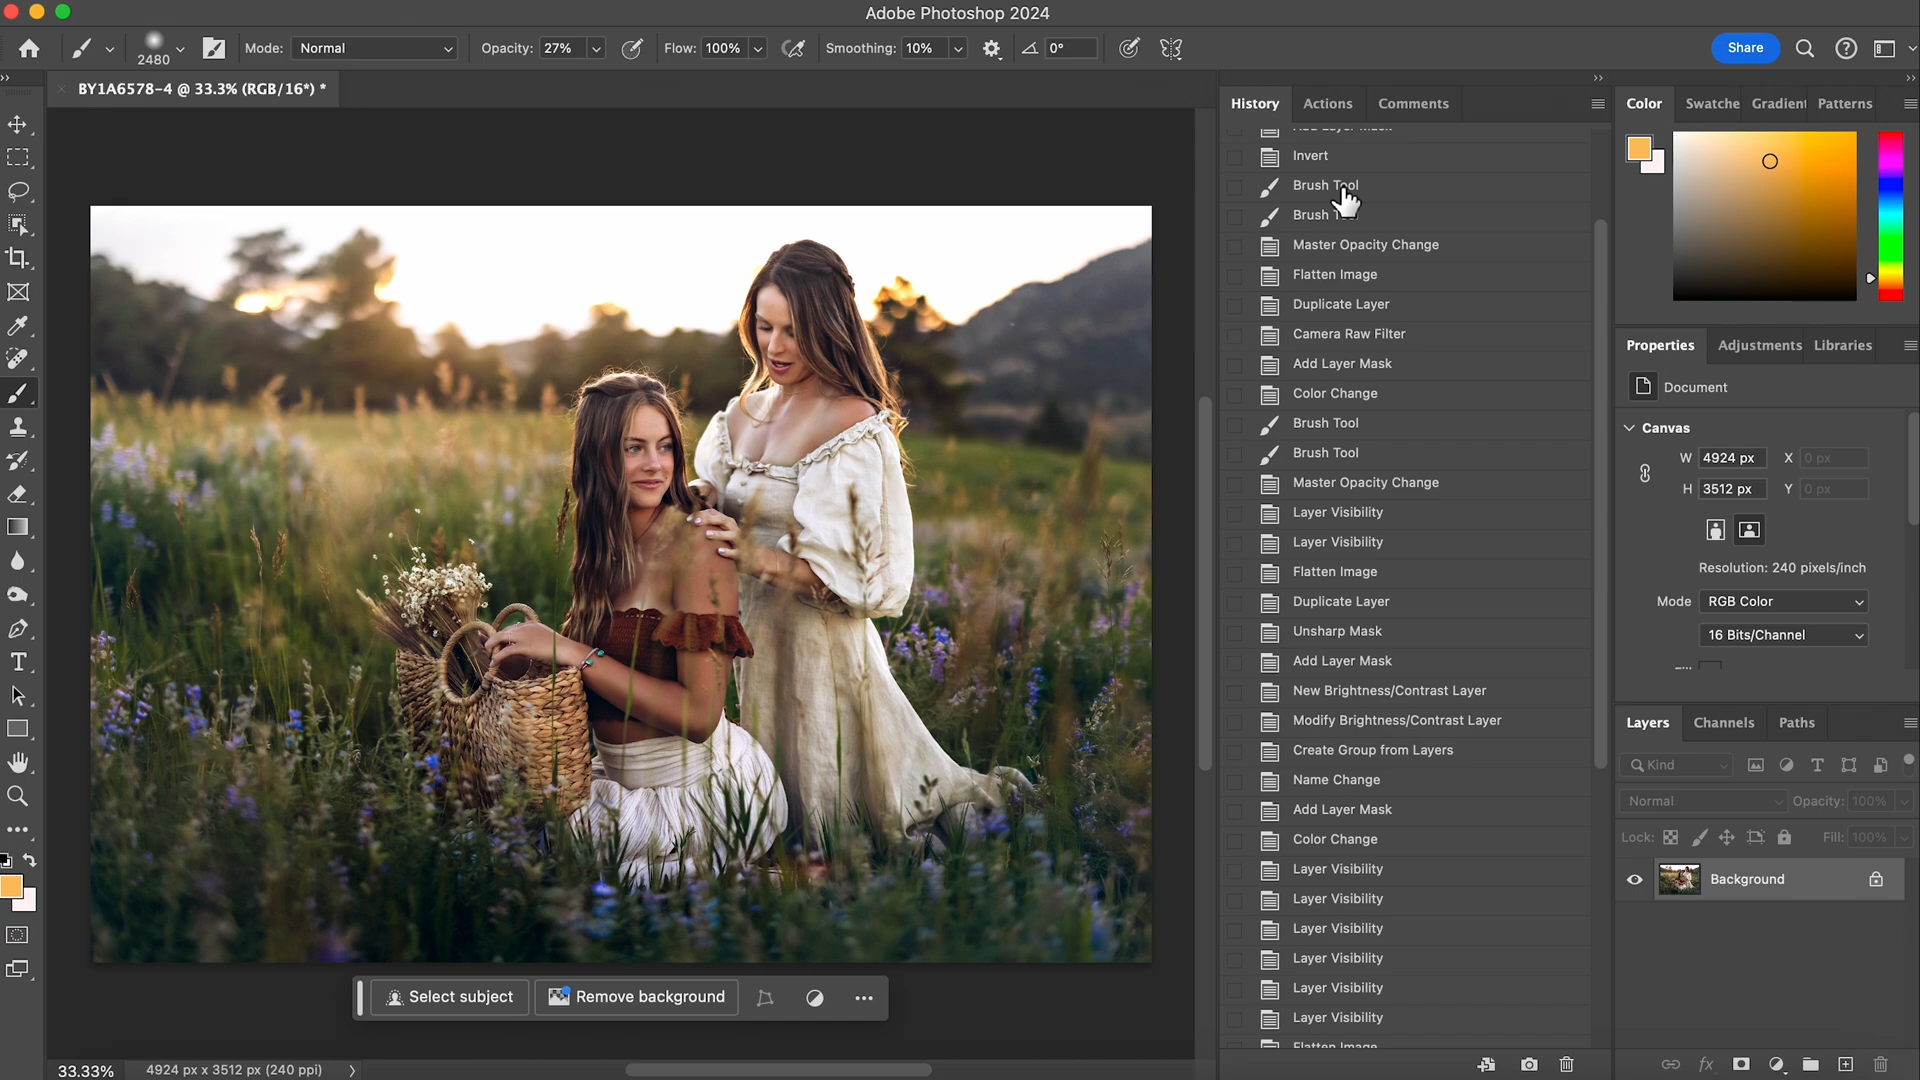 Adobe Photoshop 2024
2480
Mode: Normal
Opacity: 27%
Flow: 100%
Smoothing: 10%
0°
Share
BY1A6578-4 @ 33.3% (RGB/16*) *
History
Actions
Comments
Add Layer Mask
Invert
Brush Tool
Brush
Master Opacity Change
Flatten Image
Duplicate Layer
Camera Raw Filter
Add Layer Mask
Color Change
Brush Tool
Brush Tool
Master Opacity Change
Layer Visibility
Layer Visibility
Flatten Image
Duplicate Layer
Unsharp Mask
Add Layer Mask
New Brightness/Contrast Layer
Modify Brightness/Contrast Layer
Create Group from Layers
Name Change
Add Layer Mask
Color Change
Layer Visibility
Layer Visibility
Layer Visibility
Layer Visibility
Layer Visibility
Layer Visibility
Flatten Image
Color
Swatche
Gradien
Patterns
Properties
Adjustments
Libraries
Document
Canvas
W 4924 px X 0 px
H 3512 px Y 0 px
Resolution: 240 pixels/inch
Mode RGB Color
16 Bits/Channel
Layers
Channels
Paths
Kind
Normal
Opacity: 100%
Lock:
Fill: 100%
Background
Select subject
Remove background
33.33%
4924 px x 3512 px (240 ppi)